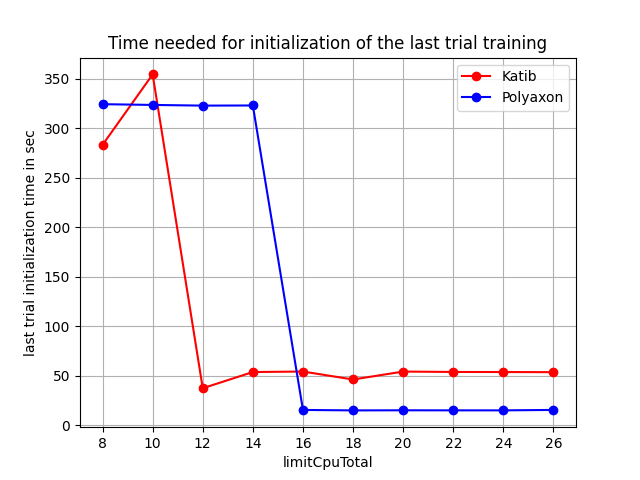 Time needed for initialization of the last trial training
Katib
Polyaxon
last trial initialization time in sec
350
300
250
200
150
100
50
0
8 10 12 14 16 18 20 22 24 26
limitCpuTotal